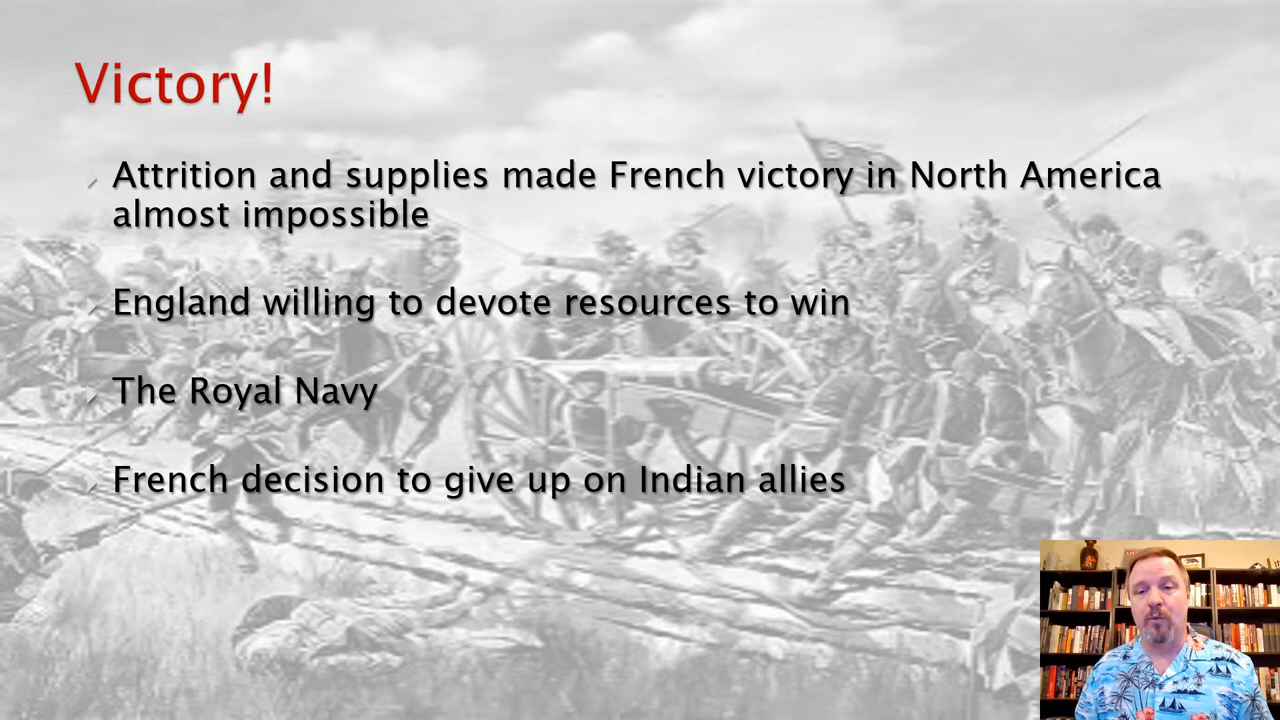 Victory!
Attrition and supplies made French victory in North America
almost impossible
England willing to devote resources to win
The Royal Navy
French decision to give up on Indian allies